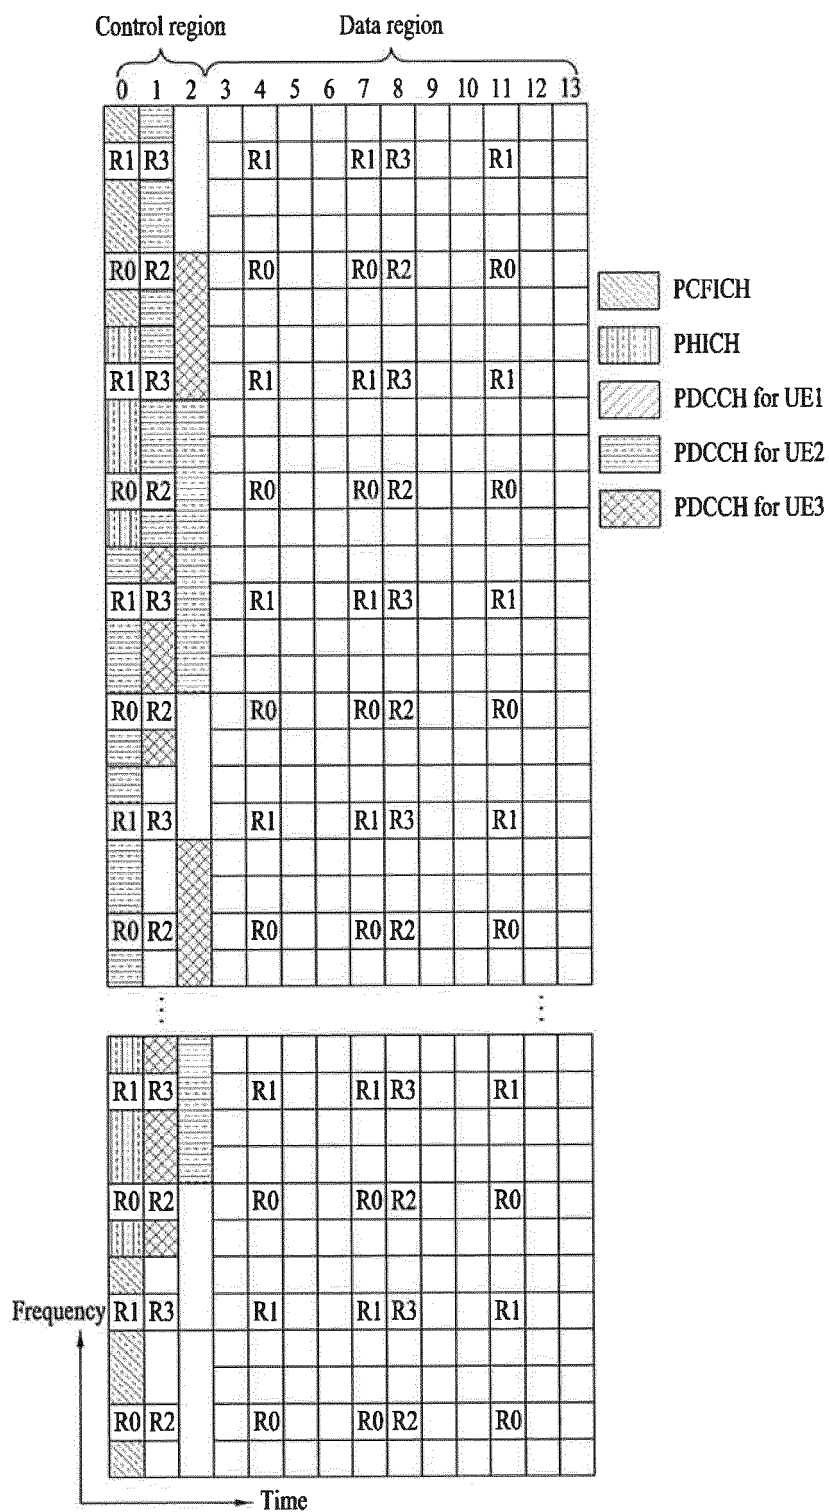 Control region Data region
0 1 2 3 4 5 6 7 8 9 10 11 12 13
R1 R3 R1 R1 R3 R1
R0 R2 R0 R0 R2 R0
PCFICH
PHICH
R1 R3 R1 R1 R3 R1
PDCCH for UE1
PDCCH for UE2
R0 R2 R0 R0 R2 R0
PDCCH for UE3
R1 R3 R1 R1 R3 R1
R0 R2 R0 R0 R2 R0
R1 R3 R1 R1 R3 R1
R0 R2 R0 R0 R2 R0
R1 R3 R1 R1 R3 R1
R0 R2 R0 R0 R2 R0
Frequency R1 R3 R1 R1 R3 R1
R0 R2 R0 R0 R2 R0
Time